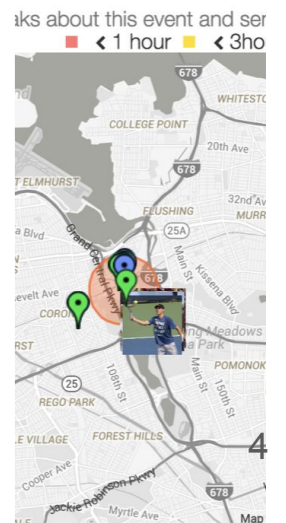 aks about this event and ser
< 1 hour < 3ho
678
WHITESTO
COLLEGE POINT
20th Ave
678
T ELMHURST
32nd Av
FLUSHING
MURR
25A
a Blvd
Grand Central Pkwy
Main St
Kissena Blvd
678
evelt Ave
CORO
ng Meadows
a Park
RST
Main St
POMONOK
108th St
25
150th St
REGO PARK
FOREST HILLS
E VILLAGE
4
Cooper Ave
Jackie Robinson Pkwy
678
Myrtle Ave
Map